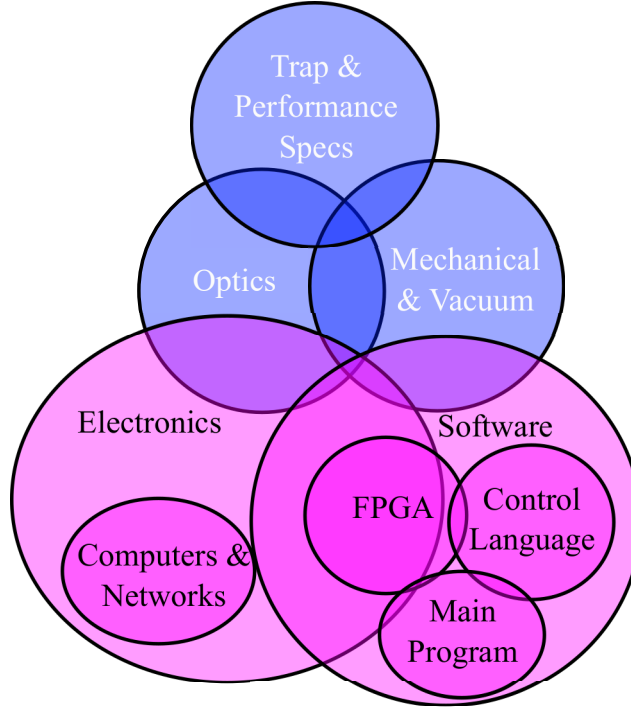 Trap &
Performance
Specs
Optics
Mechanical
& Vacuum
Electronics
Software
FPGA
Control
Language
Computers &
Networks
Main
Program